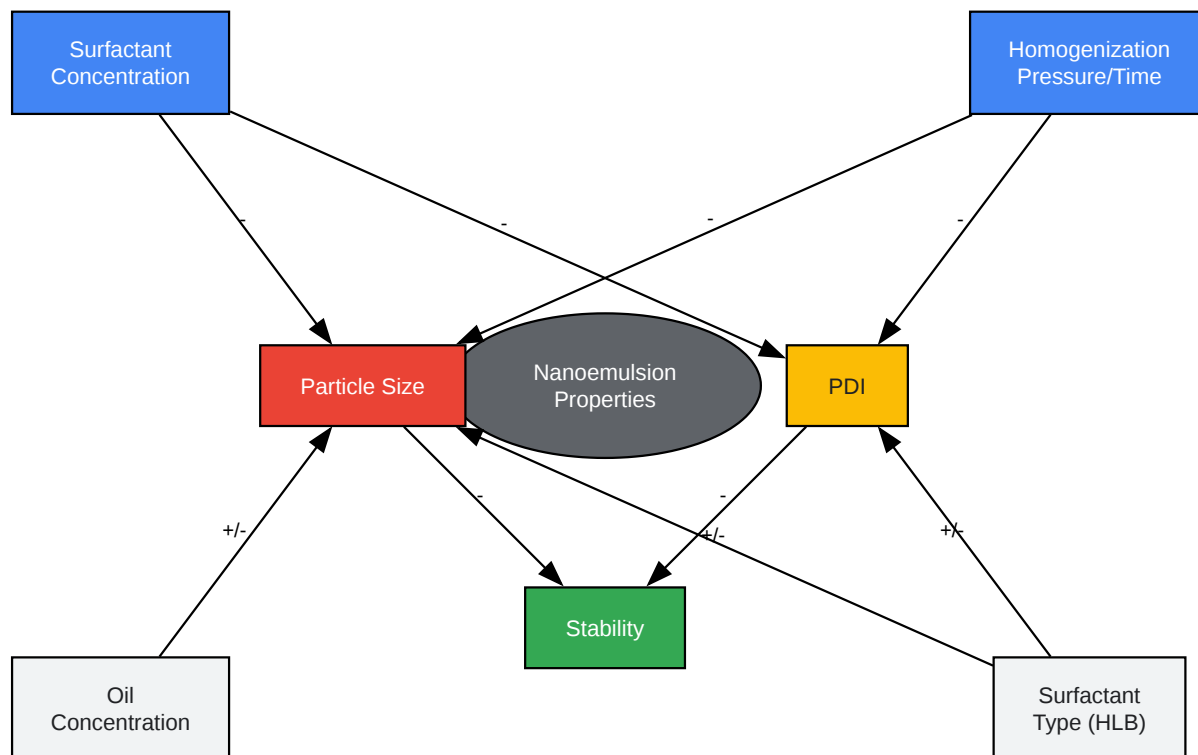 Surfactant
Concentration
Homogenization
Pressure/Time
-
-
-
-
Particle Size
Nanoemulsion
Properties
PDI
-
-
+/-
+/-
+/-
Stability
Oil
Concentration
Surfactant
Type (HLB)